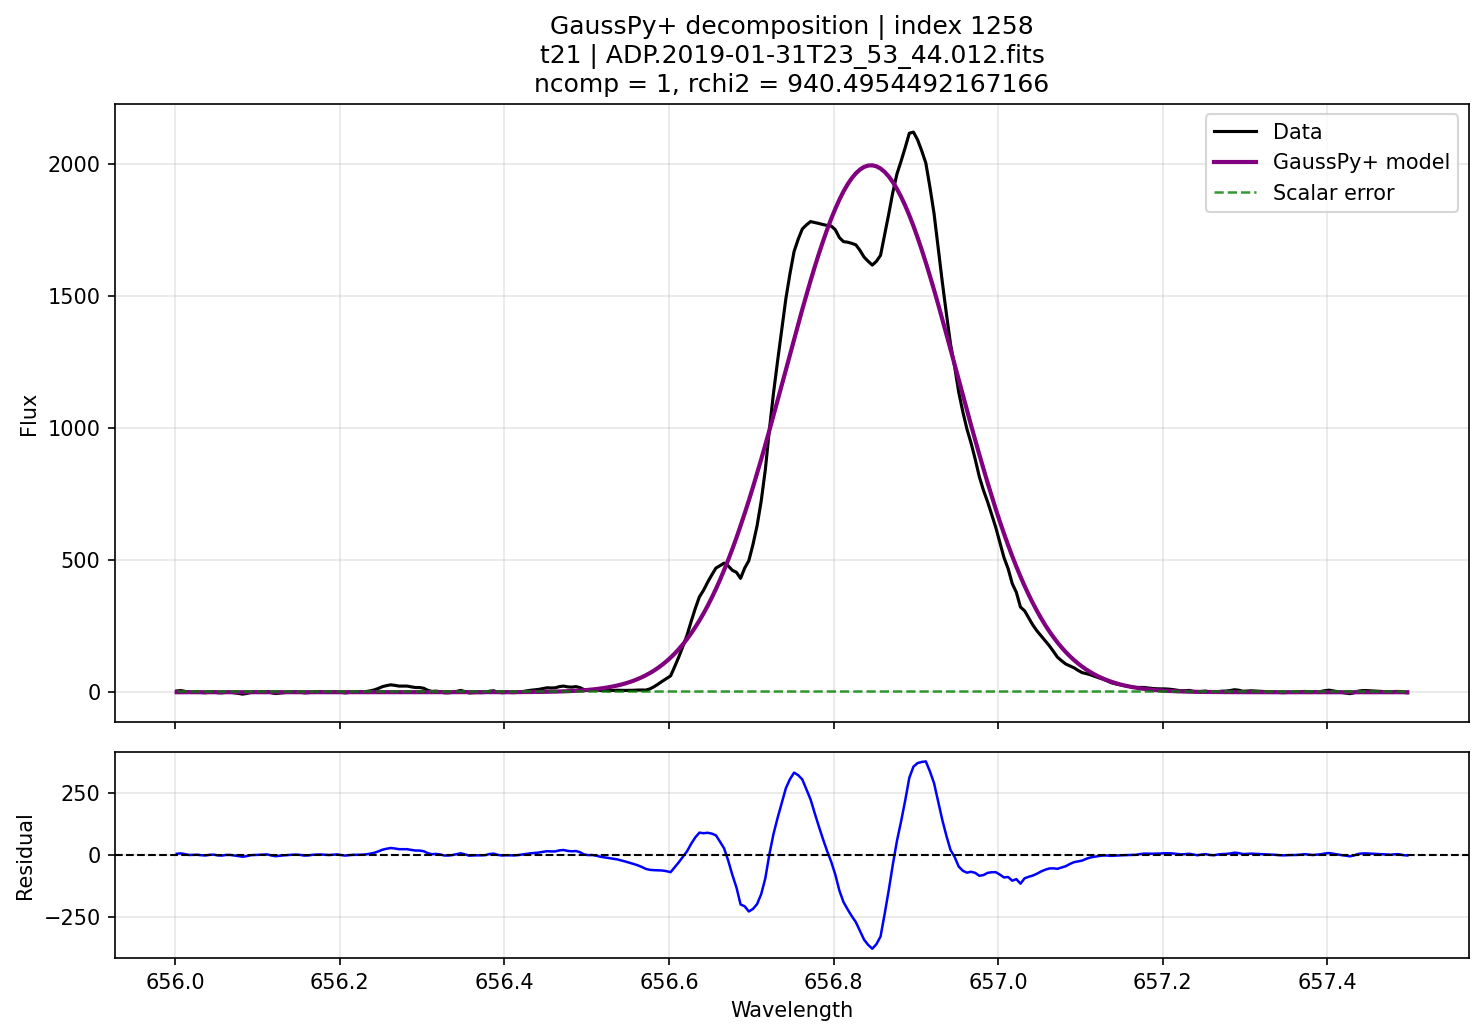 GaussPy+ decomposition | index 1258
t21 | ADP.2019-01-31T23_53_44.012.fits
ncomp = 1, rchi2 = 940.4954492167166
Data
GaussPy+ model
Scalar error
Flux
2000
1500
1000
500
0
Residual
250
0
−250
656.0 656.2 656.4 656.6 656.8 657.0 657.2 657.4
Wavelength